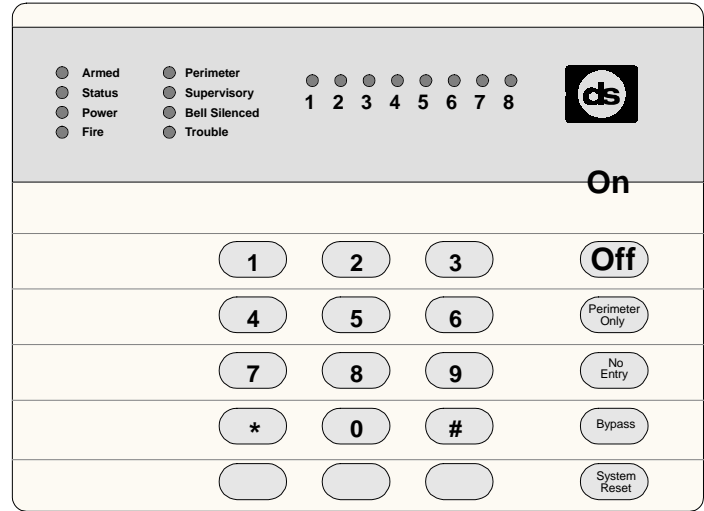 Armed Perimeter
Status Supervisory
Power Bell Silenced
Fire Trouble
1 2 3 4 5 6 7 8
ds
On
1 2 3 Off
4 5 6 Perimeter
Only
7 8 9 No
Entry
* 0 # Bypass
System
Reset